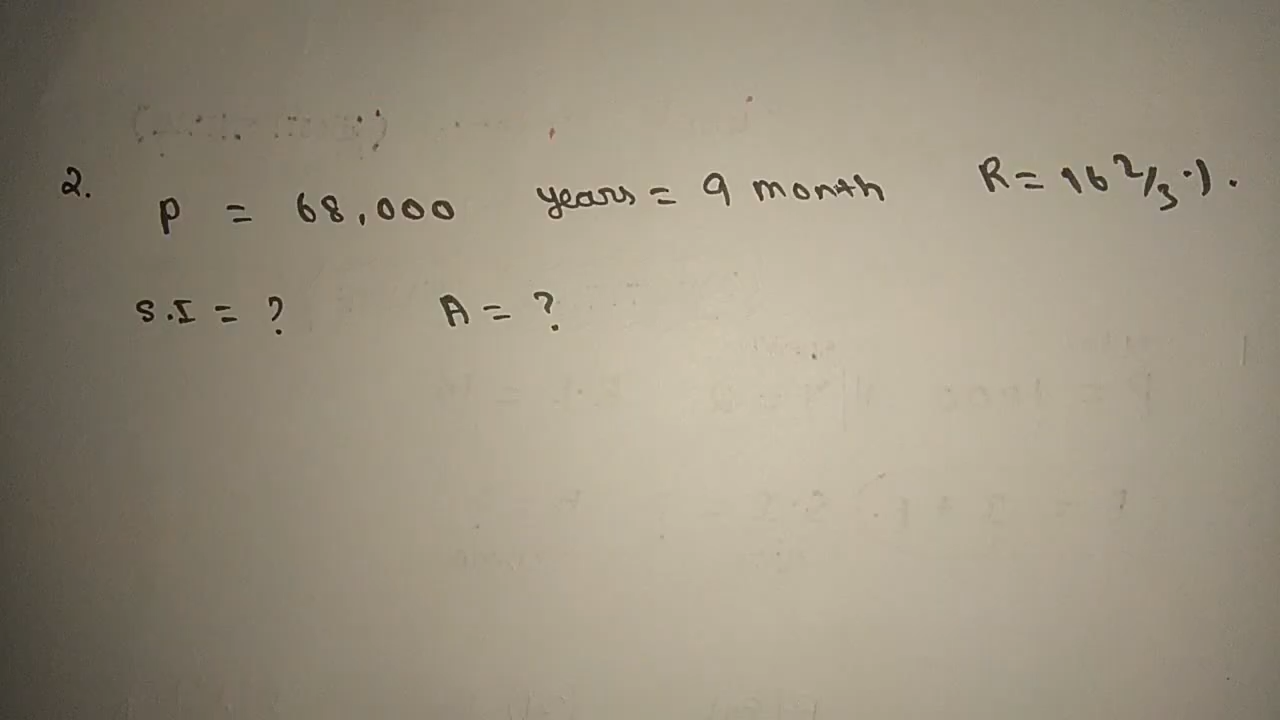 2. P = 68,000 years = 9 month R = 16 2/3 %.
S.I = ? A = ?